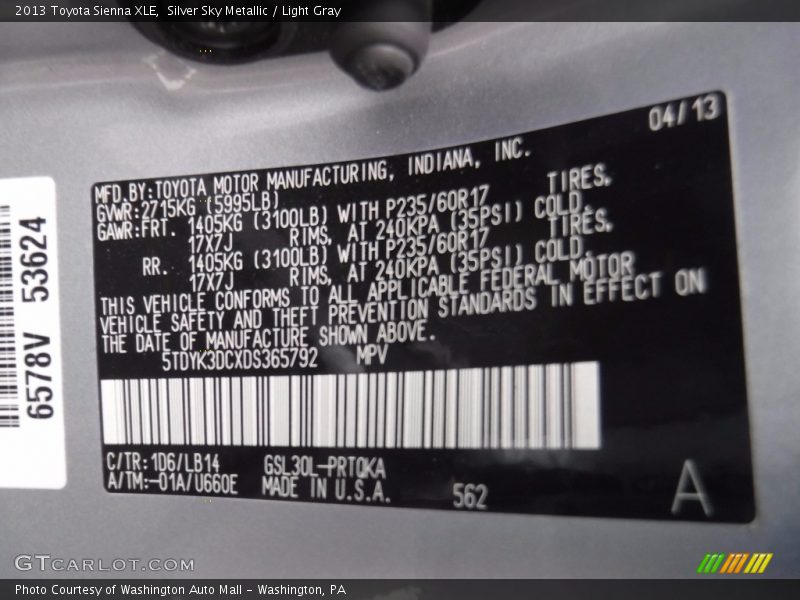 2013 Toyota Sienna XLE,  Silver Sky Metallic / Light Gray
04/13
MFD.BY:TOYOTA MOTOR MANUFACTURING, INDIANA, INC.
GVWR:2715KG (5995LB)
GAWR:FRT. 1405KG (3100LB) WITH P235/60R17 TIRES,
17X7J RIMS, AT 240KPA (35PSI) COLD.
RR. 1405KG (3100LB) WITH P235/60R17 TIRES,
17X7J RIMS, AT 240KPA (35PSI) COLD.
THIS VEHICLE CONFORMS TO ALL APPLICABLE FEDERAL MOTOR
VEHICLE SAFETY AND THEFT PREVENTION STANDARDS IN EFFECT ON
THE DATE OF MANUFACTURE SHOWN ABOVE.
5TDYK3DCXDS365792 MPV
C/TR:1D6/LB14 GSL30L-PRTQKA
A/TM:-01A/U660E MADE IN U.S.A. 562 A
6578V 53624
GTCARLOT.COM
Photo Courtesy of Washington Auto Mall - Washington, PA